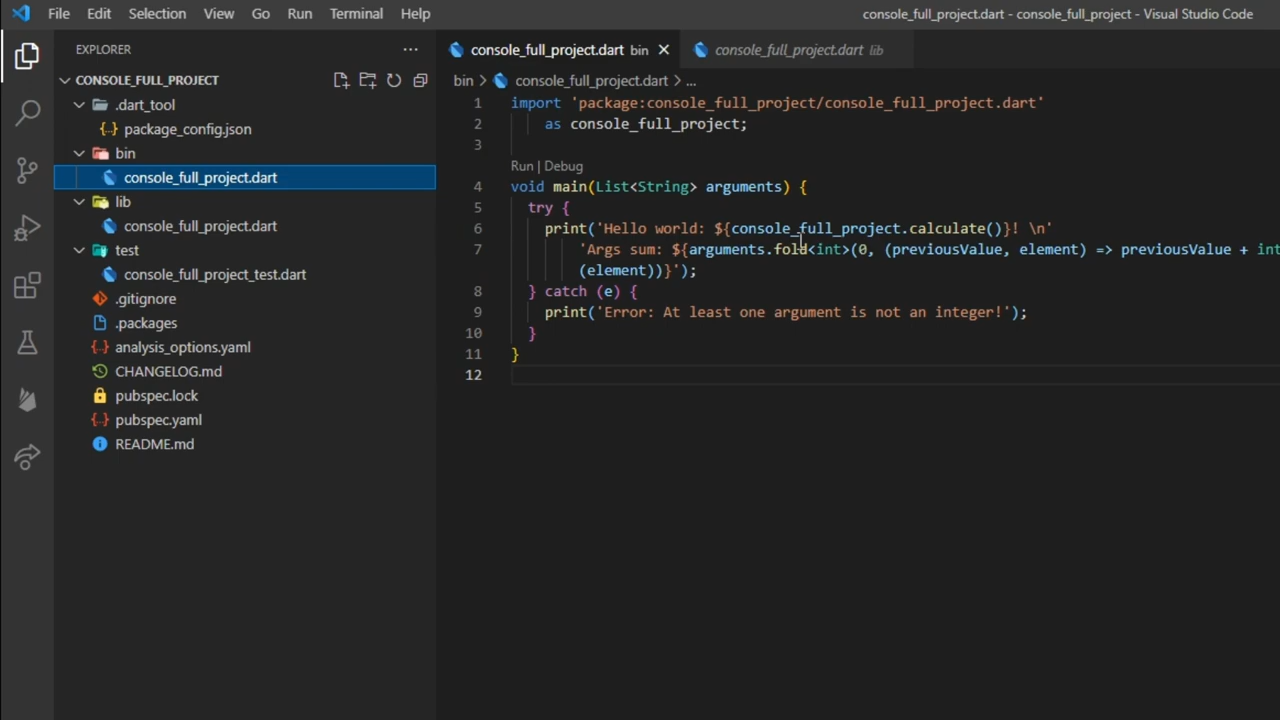 File Edit Selection View Go Run Terminal Help
console_full_project.dart - console_full_project - Visual Studio Code
EXPLORER
CONSOLE_FULL_PROJECT
.dart_tool
package_config.json
bin
console_full_project.dart
lib
console_full_project.dart
test
console_full_project_test.dart
.gitignore
.packages
analysis_options.yaml
CHANGELOG.md
pubspec.lock
pubspec.yaml
README.md
console_full_project.dart bin
console_full_project.dart lib
bin > console_full_project.dart > ...
1 import 'package:console_full_project/console_full_project.dart'
2 as console_full_project;
3
Run | Debug
4 void main(List<String> arguments) {
5 try {
6 print('Hello world: ${console_full_project.calculate()}! \n'
7 'Args sum: ${arguments.fold<int>(0, (previousValue, element) => previousValue + int
(element))}');
8 } catch (e) {
9 print('Error: At least one argument is not an integer!');
10 }
11 }
12